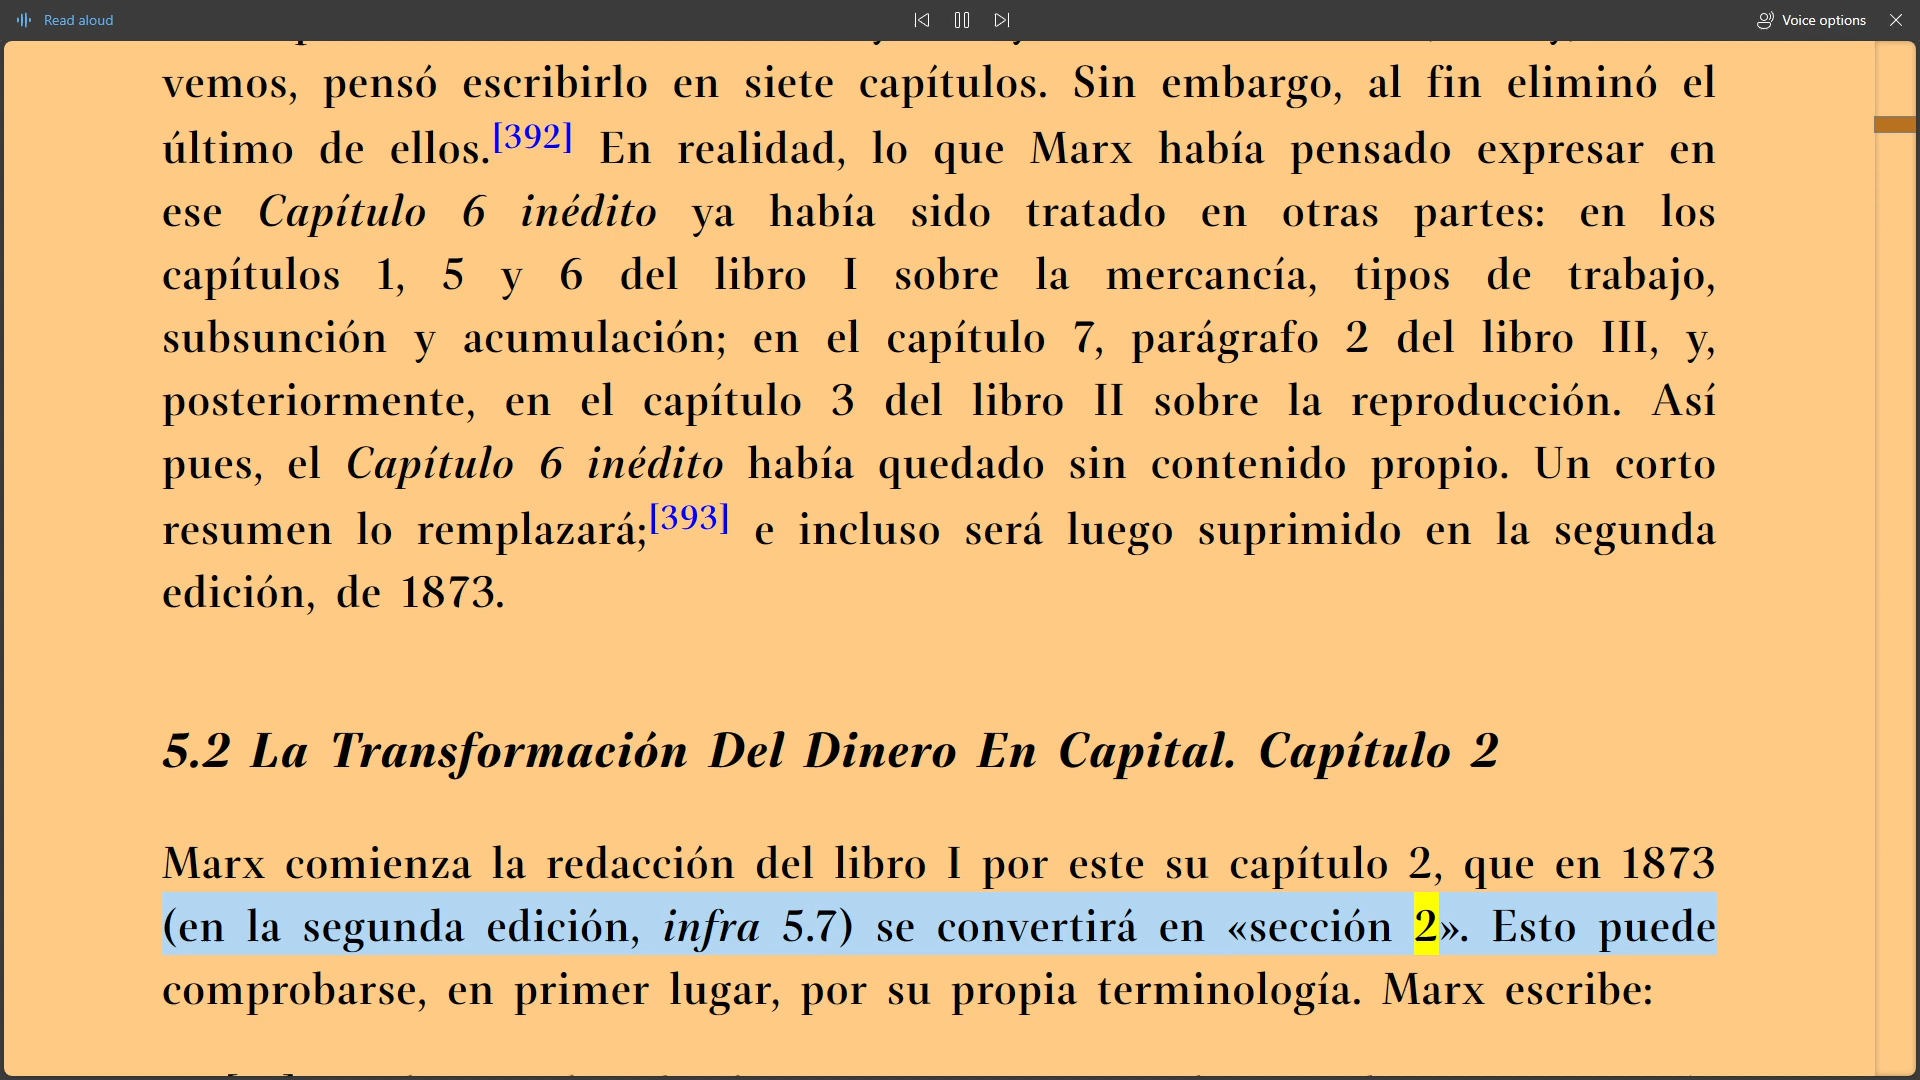 Read aloud
Voice options
vemos, pensó escribirlo en siete capítulos. Sin embargo, al fin eliminó el
último de ellos.[392] En realidad, lo que Marx había pensado expresar en
ese Capítulo 6 inédito ya había sido tratado en otras partes: en los
capítulos 1, 5 y 6 del libro I sobre la mercancía, tipos de trabajo,
subsunción y acumulación; en el capítulo 7, parágrafo 2 del libro III, y,
posteriormente, en el capítulo 3 del libro II sobre la reproducción. Así
pues, el Capítulo 6 inédito había quedado sin contenido propio. Un corto
resumen lo remplazará;[393] e incluso será luego suprimido en la segunda
edición, de 1873.
5.2 La Transformación Del Dinero En Capital. Capítulo 2
Marx comienza la redacción del libro I por este su capítulo 2, que en 1873
(en la segunda edición, infra 5.7) se convertirá en «sección 2». Esto puede
comprobarse, en primer lugar, por su propia terminología. Marx escribe: